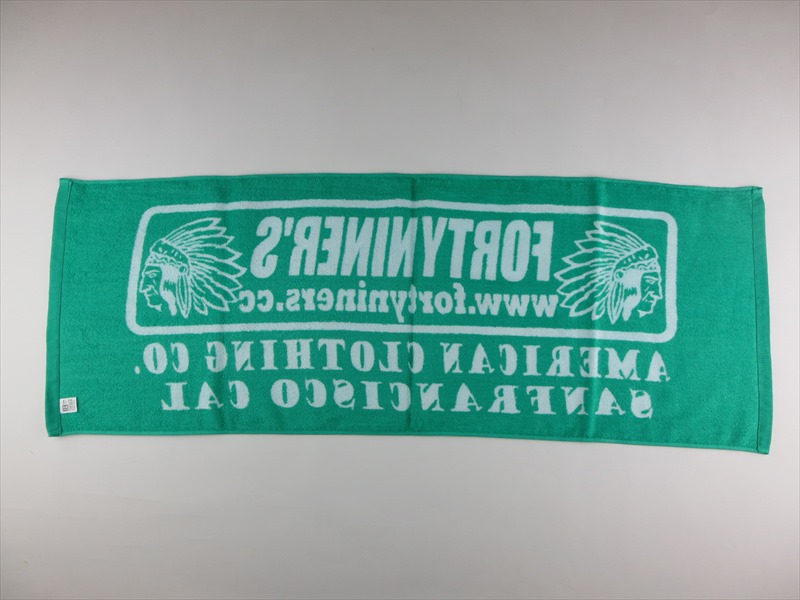 FORTYNINER'S
www.fortyniners.cc
AMERICAN CLOTHING CO.
SANFRANCISCO CAL